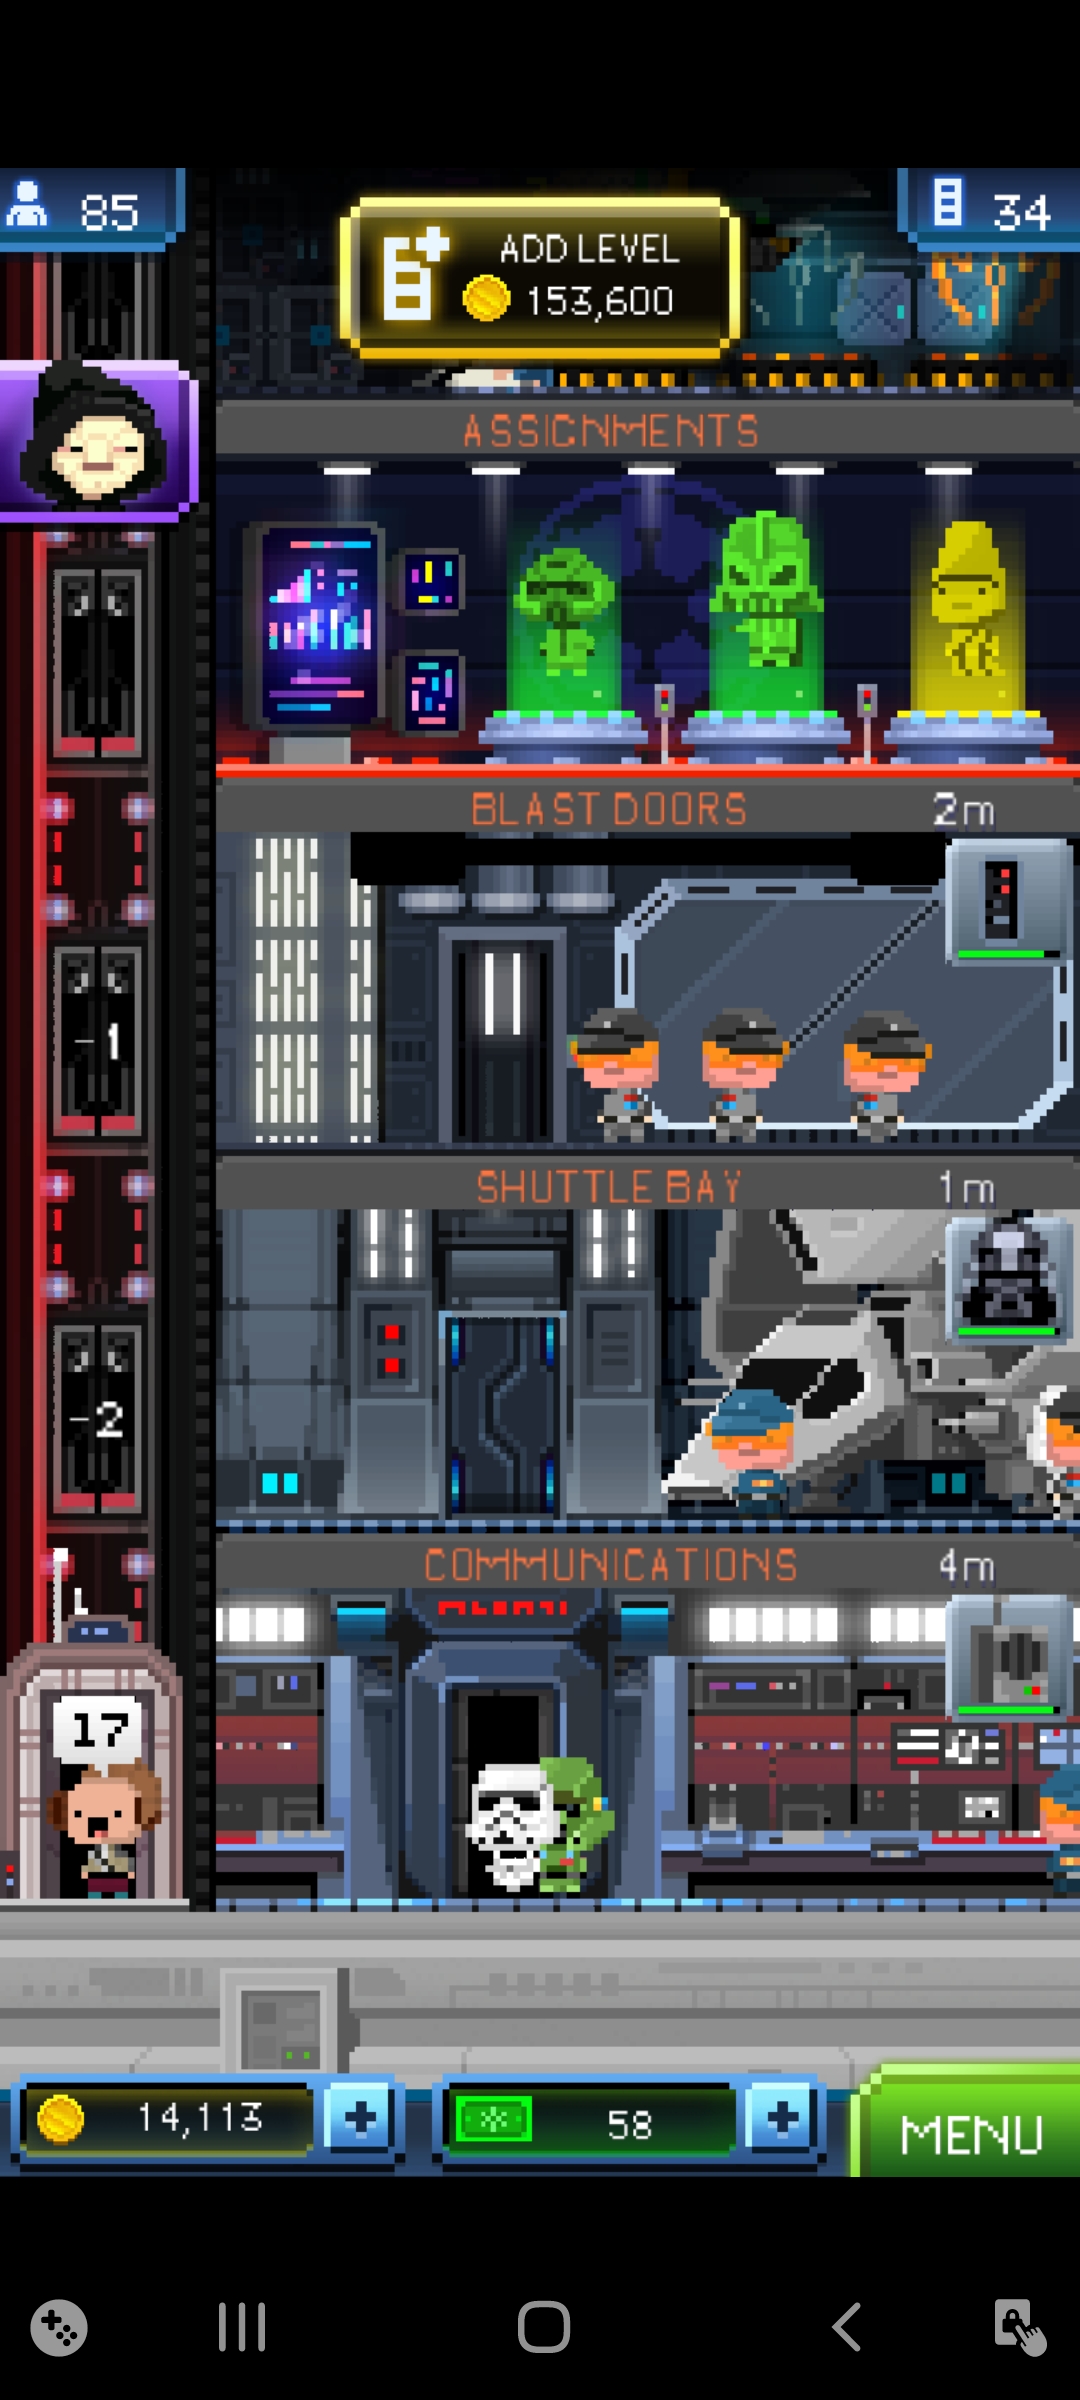 85
34
ADD LEVEL
153,600
ASSIGNMENTS
BLAST DOORS 2m
-1
SHUTTLE BAY 1m
-2
COMMUNICATIONS 4m
17
14,113
58
MENU